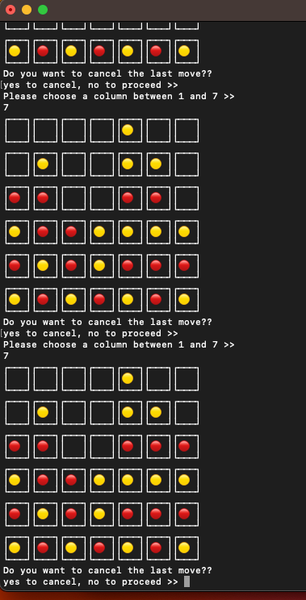 Do you want to cancel the last move??
yes to cancel, no to proceed >>
Please choose a column between 1 and 7 >>
7
Do you want to cancel the last move??
yes to cancel, no to proceed >>
Please choose a column between 1 and 7 >>
7
Do you want to cancel the last move??
yes to cancel, no to proceed >>